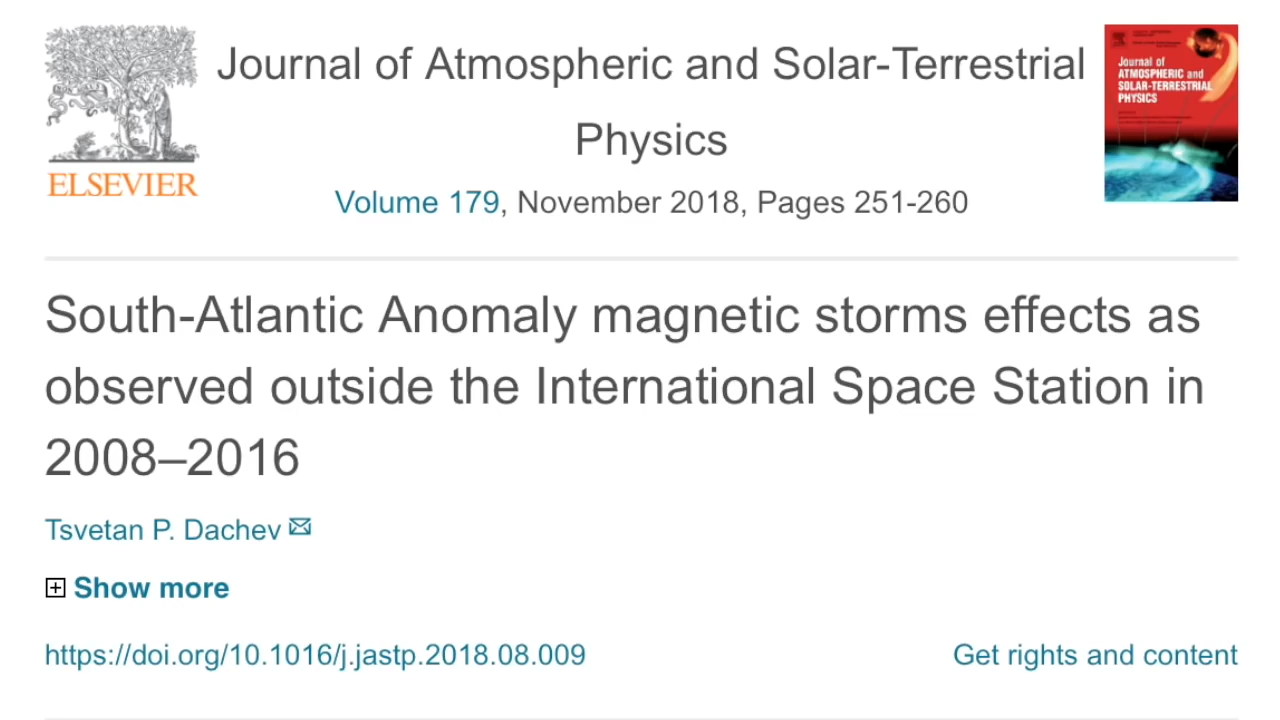 Journal of Atmospheric and Solar-Terrestrial
Physics
Volume 179, November 2018, Pages 251-260
ELSEVIER
Journal of
ATMOSPHERIC and
SOLAR-TERRESTRIAL
PHYSICS
South-Atlantic Anomaly magnetic storms effects as
observed outside the International Space Station in
2008–2016
Tsvetan P. Dachev
Show more
https://doi.org/10.1016/j.jastp.2018.08.009
Get rights and content